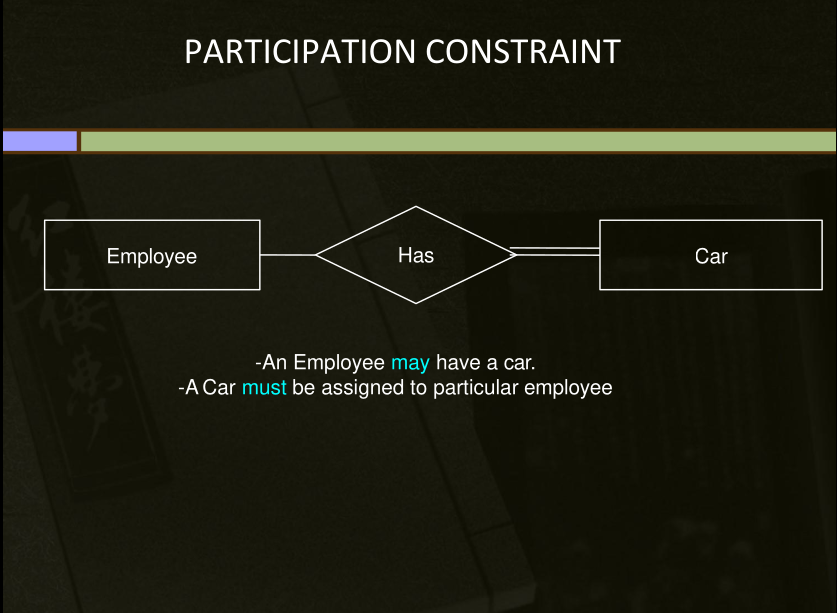 PARTICIPATION CONSTRAINT
Employee
Has
Car
-An Employee may have a car.
-A Car must be assigned to particular employee